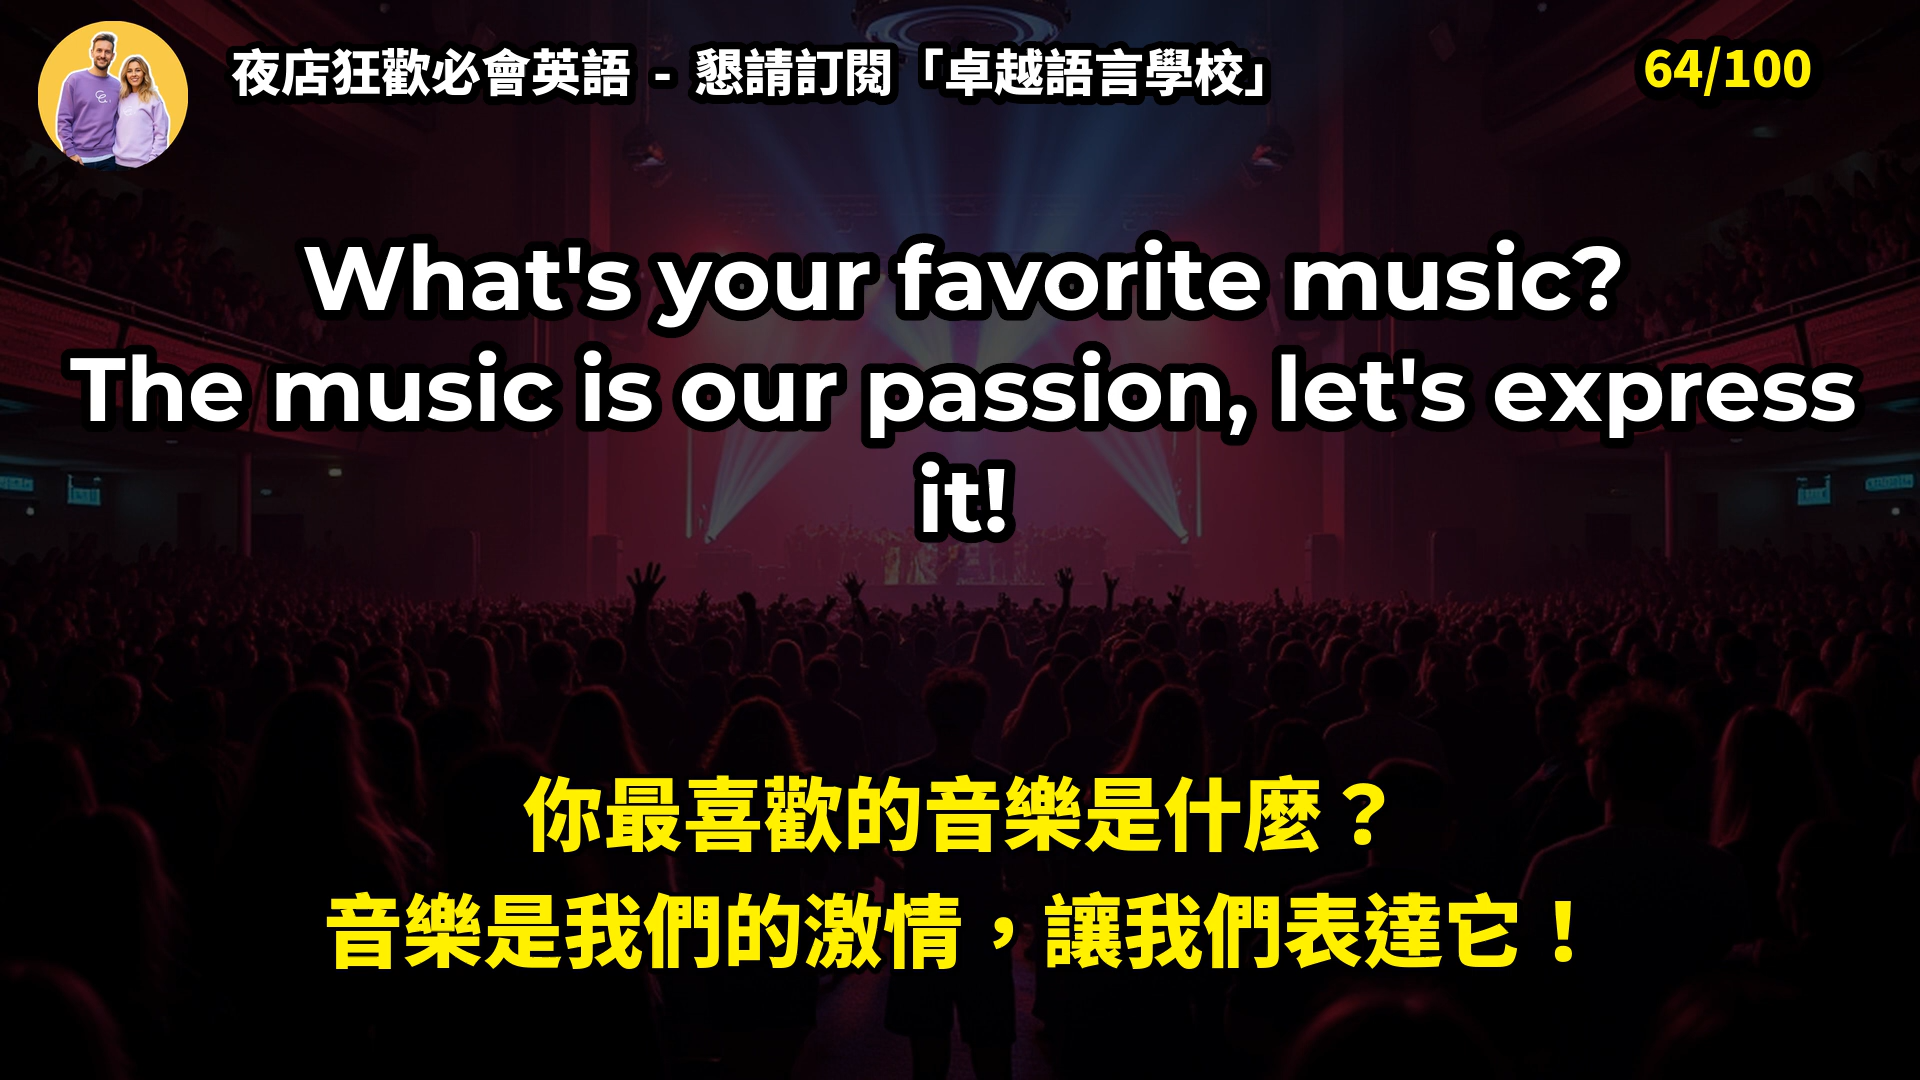 夜店狂歡必會英語 - 懇請訂閱「卓越語言學校」
64/100
What's your favorite music?
The music is our passion, let's express
it!
你最喜歡的音樂是什麼？
音樂是我們的激情，讓我們表達它！